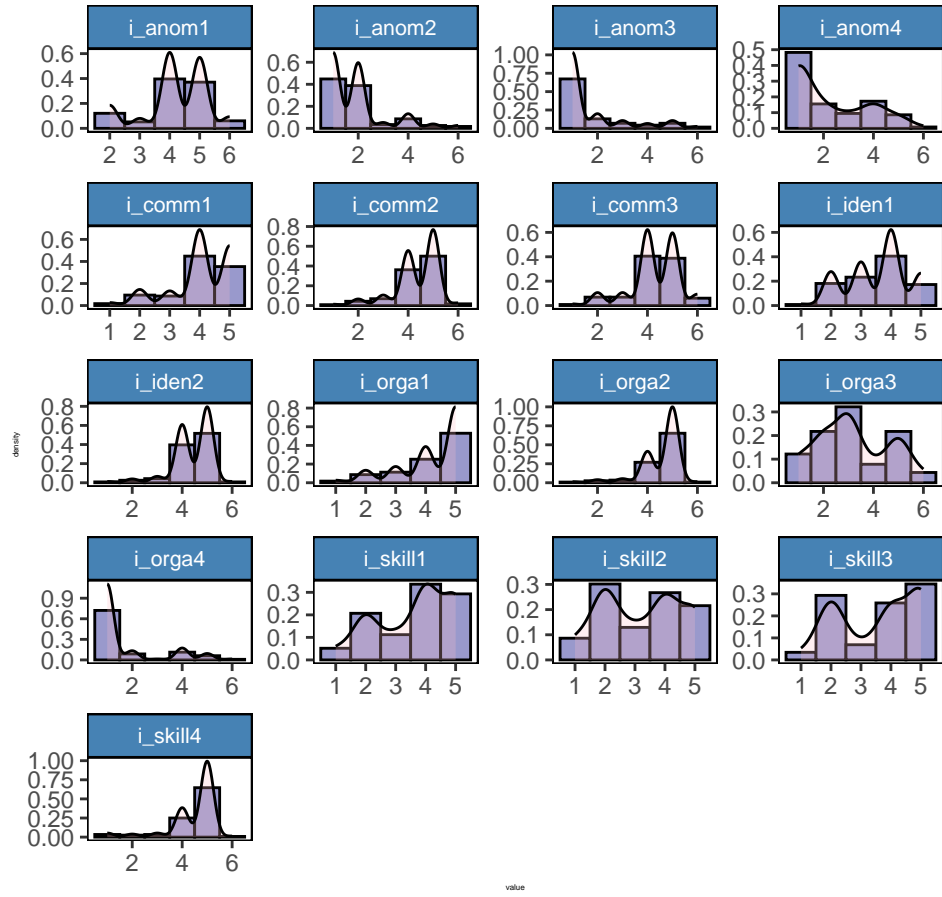 i_anom1 i_anom2 i_anom3 i_anom4
0.6 0.4 0.2 0.0 2 3 4 5 6
0.6 0.4 0.2 0.0 2 4 6
1.00 0.75 0.50 0.25 0.00 2 4 6
0.5 0.4 0.3 0.2 0.1 0.0 2 4 6
i_comm1 i_comm2 i_comm3 i_iden1
0.6 0.4 0.2 0.0 1 2 3 4 5
0.8 0.6 0.4 0.2 0.0 2 4 6
0.6 0.4 0.2 0.0 1 2 3 4 5 6
0.6 0.4 0.2 0.0 1 2 3 4 5
i_iden2 i_orga1 i_orga2 i_orga3
0.8 0.6 0.4 0.2 0.0 2 4 6
0.8 0.6 0.4 0.2 0.0 1 2 3 4 5
1.00 0.75 0.50 0.25 0.00 2 4 6
0.3 0.2 0.1 0.0 2 4 6
density
i_orga4 i_skill1 i_skill2 i_skill3
0.9 0.6 0.3 0.0 2 4 6
0.3 0.2 0.1 0.0 1 2 3 4 5
0.3 0.2 0.1 0.0 1 2 3 4 5
0.3 0.2 0.1 0.0 1 2 3 4 5
i_skill4
1.00 0.75 0.50 0.25 0.00 2 4 6
value